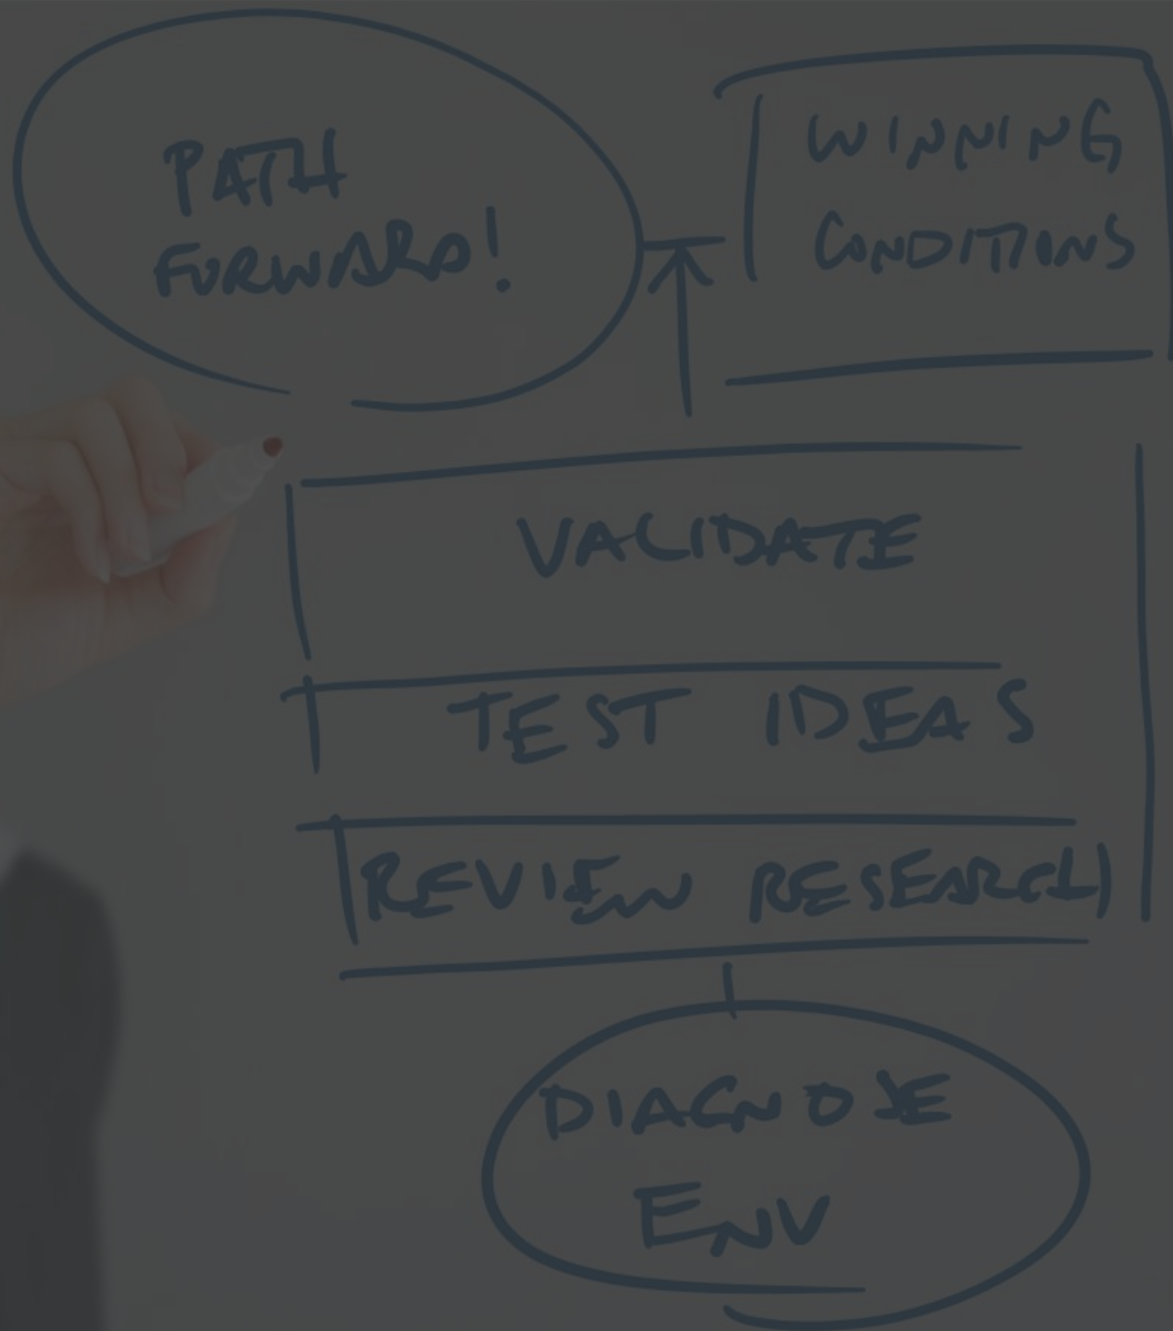 PATH
FORWARD!
WINNING
CONDITIONS
VALIDATE
TEST IDEAS
REVIEW RESEARCH
DIAGNOSE
ENV